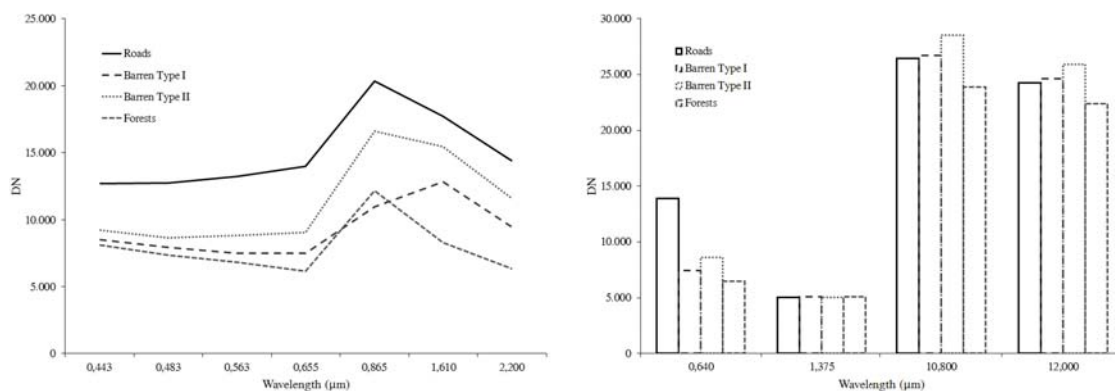 25.000
20.000
15.000
10.000
5.000
0
DN
Roads
Barren Type I
Barren Type II
Forests
0,443 0,483 0,563 0,655 0,865 1,610 2,200
Wavelength (µm)
30.000
25.000
20.000
15.000
10.000
5.000
0
DN
Roads
Barren Type I
Barren Type II
Forests
0,640 1,375 10,800 12,000
Wavelength (µm)